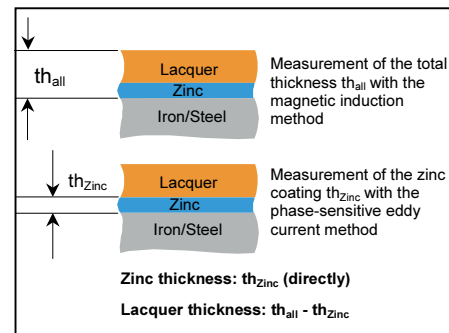 th_all
Lacquer
Zinc
Iron/Steel
Measurement of the total
thickness th_all with the
magnetic induction
method
th_Zinc
Lacquer
Zinc
Iron/Steel
Measurement of the zinc
coating th_Zinc with the
phase-sensitive eddy
current method
Zinc thickness: th_Zinc (directly)
Lacquer thickness: th_all - th_Zinc